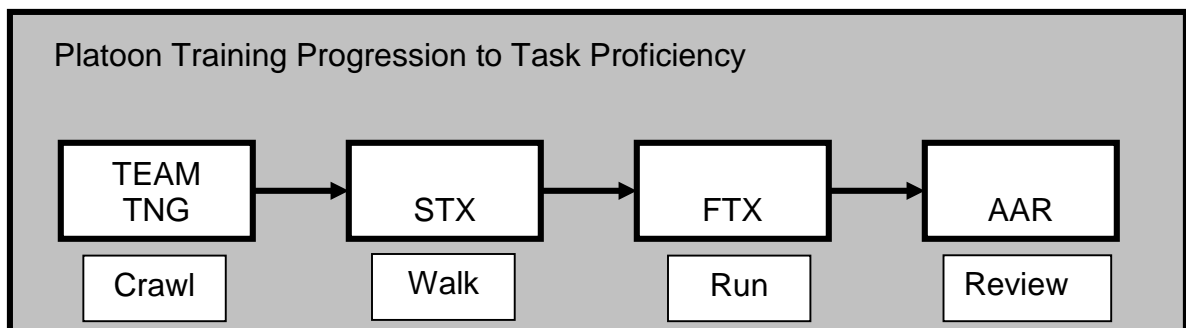 Platoon Training Progression to Task Proficiency
TEAM
TNG
STX
FTX
AAR
Crawl
Walk
Run
Review